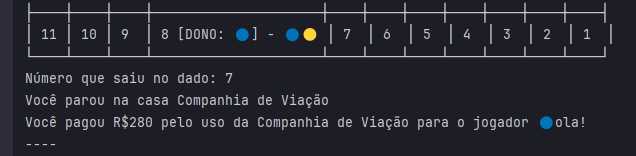 | 11 | 10 | 9 | 8 [DONO: 🔵] - 🔵🟡 | 7 | 6 | 5 | 4 | 3 | 2 | 1 |
Número que saiu no dado: 7
Você parou na casa Companhia de Viação
Você pagou R$280 pelo uso da Companhia de Viação para o jogador 🔵ola!
----